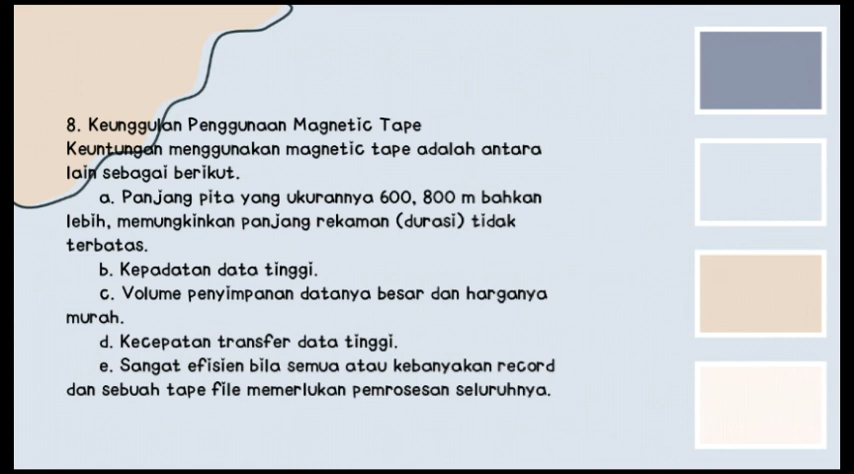 8. Keunggulan Penggunaan Magnetic Tape
Keuntungan menggunakan magnetic tape adalah antara
lain sebagai berikut.
a. Panjang pita yang ukurannya 600, 800 m bahkan
lebih, memungkinkan panjang rekaman (durasi) tidak
terbatas.
b. Kepadatan data tinggi.
c. Volume penyimpanan datanya besar dan harganya
murah.
d. Kecepatan transfer data tinggi.
e. Sangat efisien bila semua atau kebanyakan record
dan sebuah tape file memerlukan pemrosesan seluruhnya.